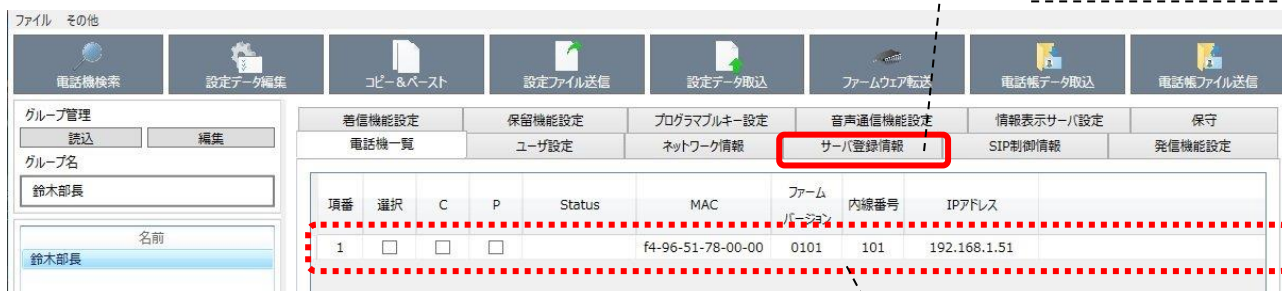 ファイル その他
電話機検索 設定データ編集 コピー&ペースト 設定ファイル送信 設定データ取込 ファームウェア転送 電話帳データ取込 電話帳ファイル送信
グループ管理
読込 編集
グループ名
鈴木部長
名前
鈴木部長
着信機能設定 保留機能設定 プログラマブルキー設定 音声通信機能設定 情報表示サーバ設定 保守
電話機一覧 ユーザ設定 ネットワーク情報 サーバ登録情報 SIP制御情報 発信機能設定
項番 選択 C P Status MAC ファームバージョン 内線番号 IPアドレス
1 f4-96-51-78-00-00 0101 101 192.168.1.51